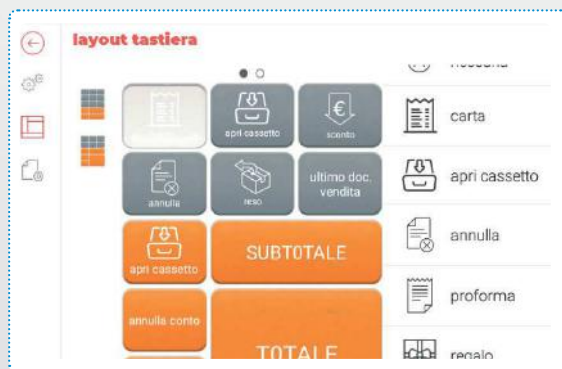 layout tastiera
apri cassetto
sconto
annulla
reso
ultimo doc.
vendita
apri cassetto
SUBTOTALE
annulla conto
TOTALE
carta
apri cassetto
annulla
proforma
regalo